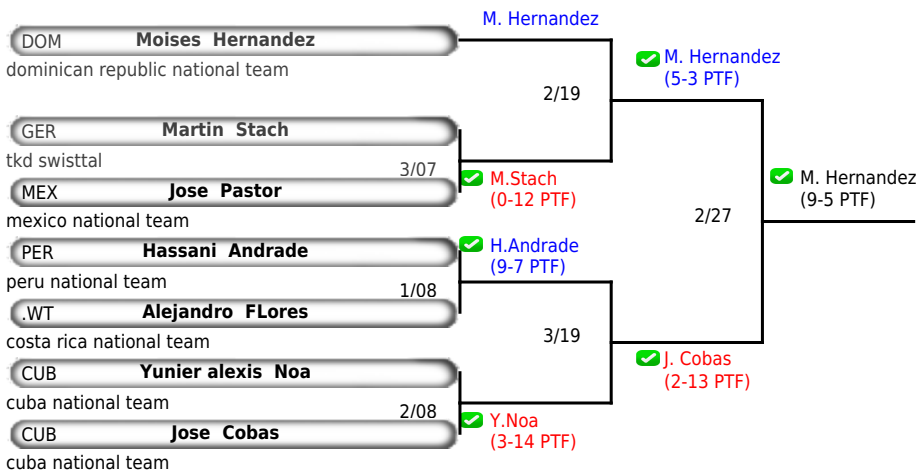 M. Hernandez
DOM Moises Hernandez
dominican republic national team
M. Hernandez
(5-3 PTF)
2/19
GER Martin Stach
tkd swisttal
3/07
M.Stach
(0-12 PTF)
MEX Jose Pastor
mexico national team
M. Hernandez
(9-5 PTF)
2/27
PER Hassani Andrade
peru national team
H.Andrade
(9-7 PTF)
1/08
.WT Alejandro FLores
costa rica national team
3/19
J. Cobas
(2-13 PTF)
CUB Yunier alexis Noa
cuba national team
2/08
Y.Noa
(3-14 PTF)
CUB Jose Cobas
cuba national team